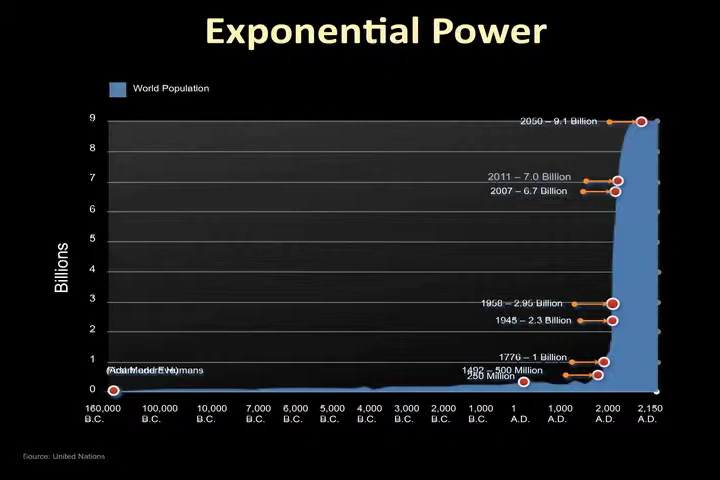 Exponential Power
World Population
9
2050 – 9.1 Billion
8
7
2011 – 7.0 Billion
2007 – 6.7 Billion
6
5
Billions
4
3
1958 – 2.95 Billion
1945 – 2.3 Billion
2
1
1776 – 1 Billion
1492 – 500 Million
250 Million
0
160,000 B.C.
100,000 B.C.
10,000 B.C.
7,000 B.C.
6,000 B.C.
5,000 B.C.
4,000 B.C.
3,000 B.C.
2,000 B.C.
1,000 B.C.
1 A.D.
1,000 A.D.
2,000 A.D.
2,150 A.D.
Source: United Nations